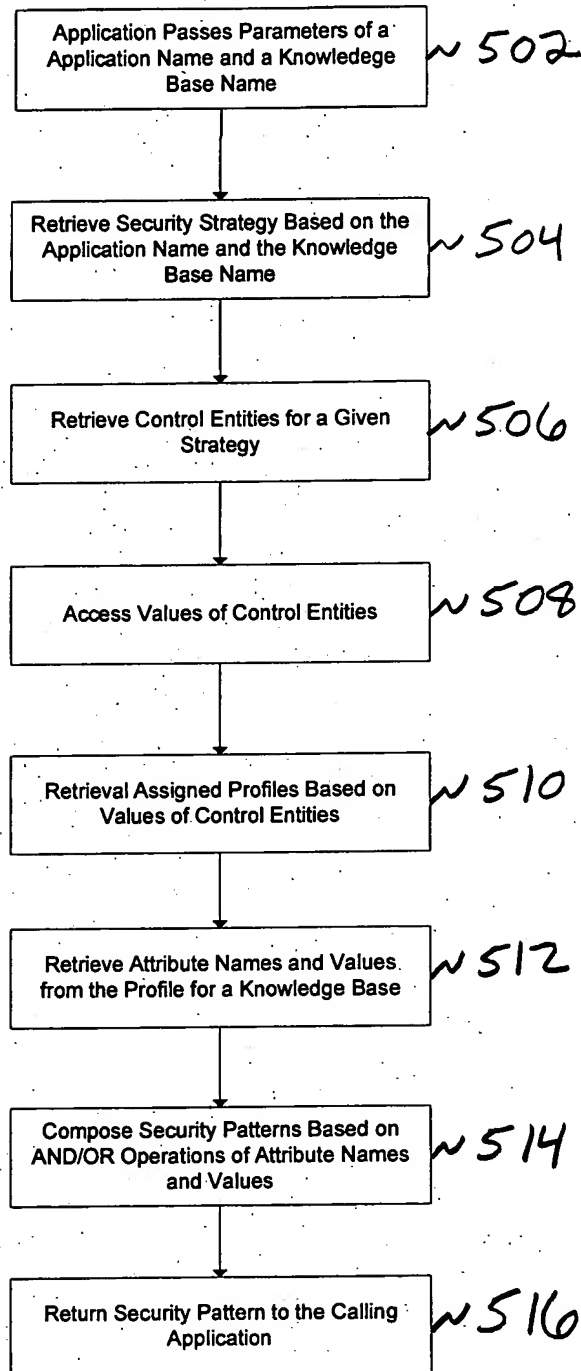 Application Passes Parameters of a
Application Name and a Knowledege
Base Name
~ 502
Retrieve Security Strategy Based on the
Application Name and the Knowledge
Base Name
~ 504
Retrieve Control Entities for a Given
Strategy
~ 506
Access Values of Control Entities
~ 508
Retrieval Assigned Profiles Based on
Values of Control Entities
~ 510
Retrieve Attribute Names and Values
from the Profile for a Knowledge Base
~ 512
Compose Security Patterns Based on
AND/OR Operations of Attribute Names
and Values
~ 514
Return Security Pattern to the Calling
Application
~ 516